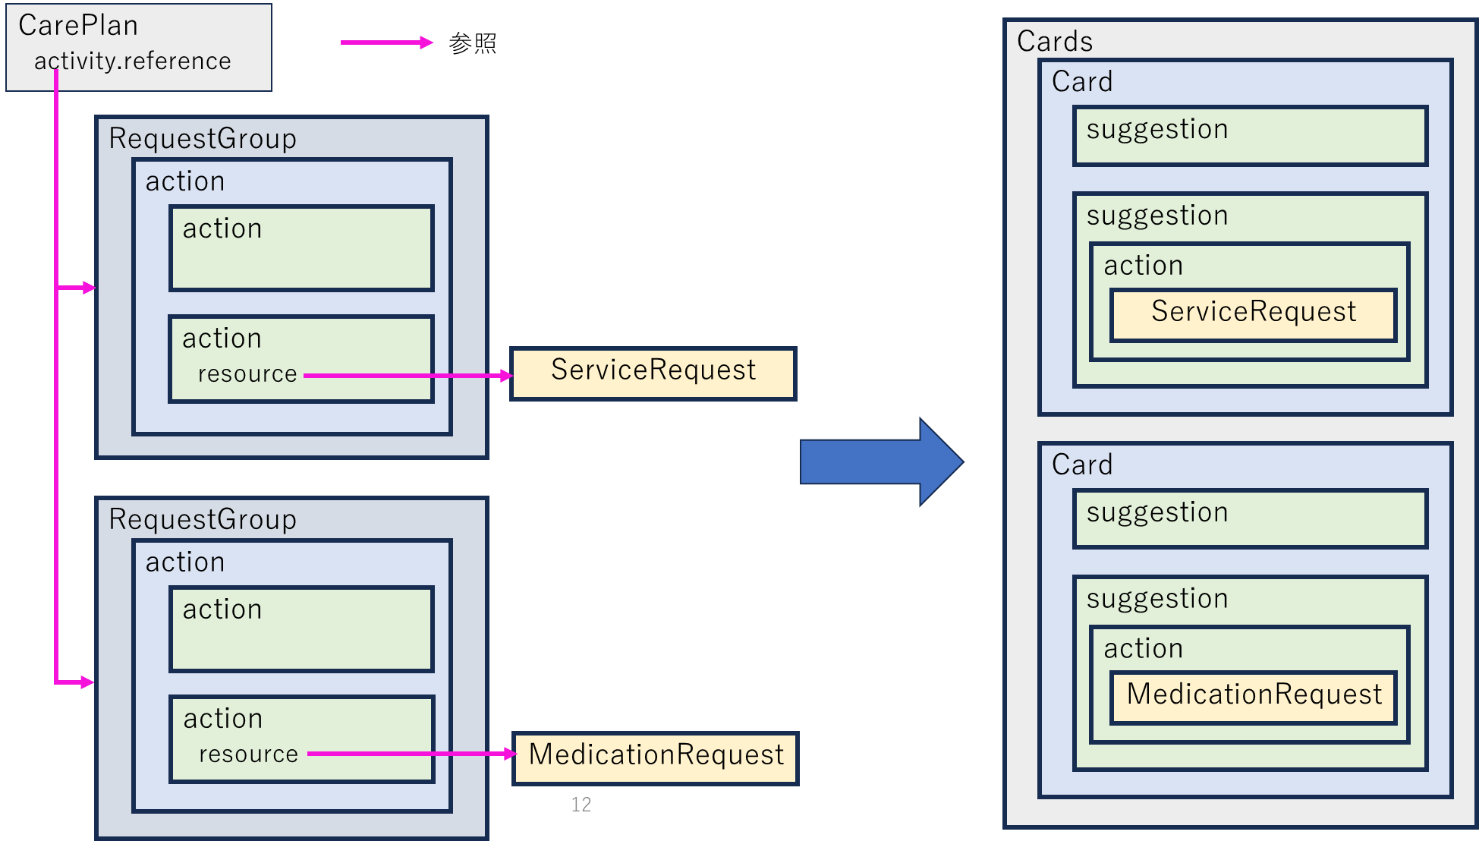 CarePlan
activity.reference
参照
RequestGroup
action
action
action
resource
ServiceRequest
RequestGroup
action
action
action
resource
MedicationRequest
12
Cards
Card
suggestion
suggestion
action
ServiceRequest
Card
suggestion
suggestion
action
MedicationRequest